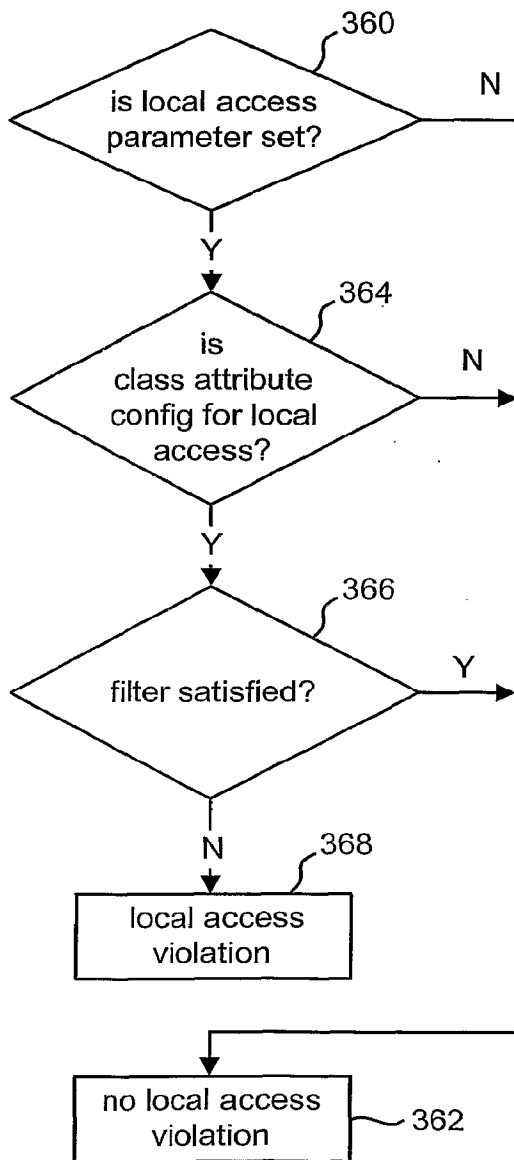 360
is local access
parameter set?
N
Y
364
is
class attribute
config for local
access?
N
Y
366
filter satisfied?
Y
N
368
local access
violation
no local access
violation
362